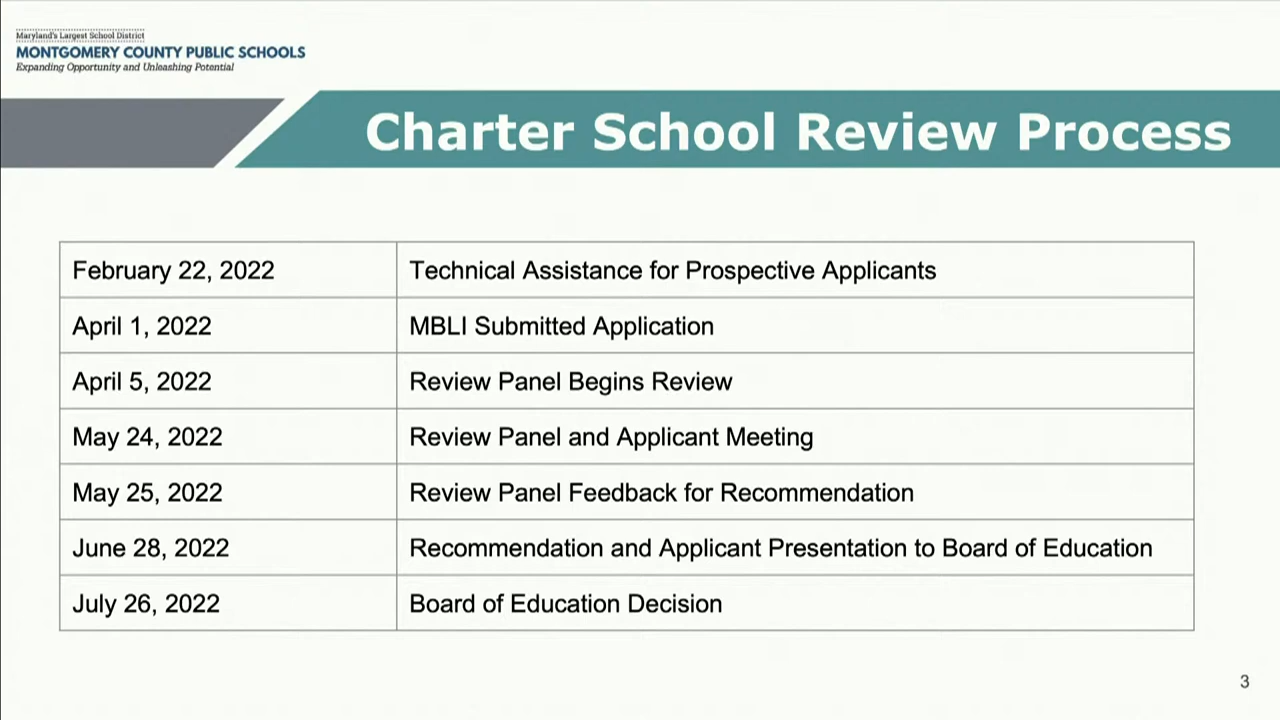 Maryland's Largest School District
MONTGOMERY COUNTY PUBLIC SCHOOLS
Expanding Opportunity and Unleashing Potential
Charter School Review Process
February 22, 2022 Technical Assistance for Prospective Applicants
April 1, 2022 MBLI Submitted Application
April 5, 2022 Review Panel Begins Review
May 24, 2022 Review Panel and Applicant Meeting
May 25, 2022 Review Panel Feedback for Recommendation
June 28, 2022 Recommendation and Applicant Presentation to Board of Education
July 26, 2022 Board of Education Decision
3